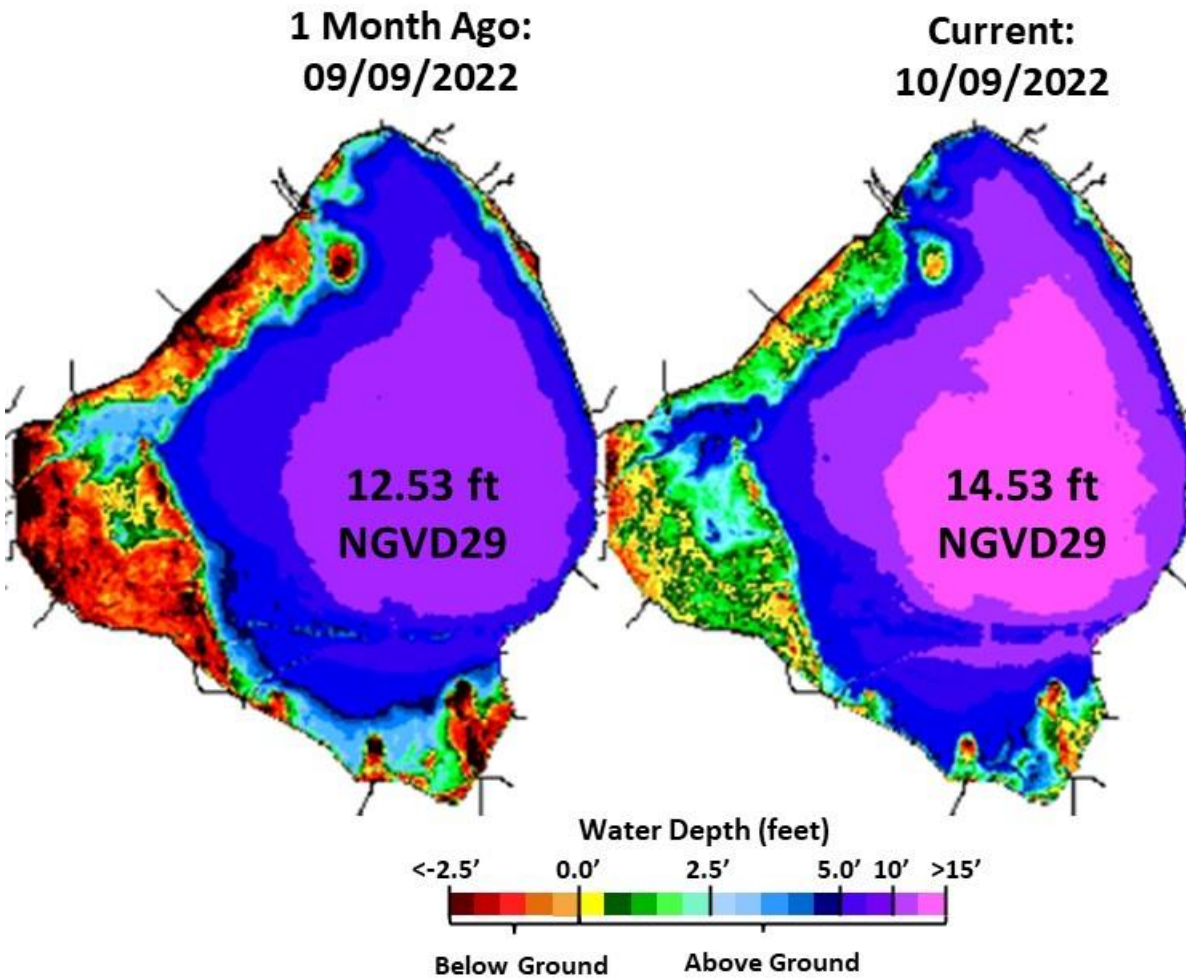 1 Month Ago:
09/09/2022
Current:
10/09/2022
12.53 ft
NGVD29
14.53 ft
NGVD29
Water Depth (feet)
<-2.5’ 0.0’ 2.5’ 5.0’ 10’ >15’
Below Ground Above Ground